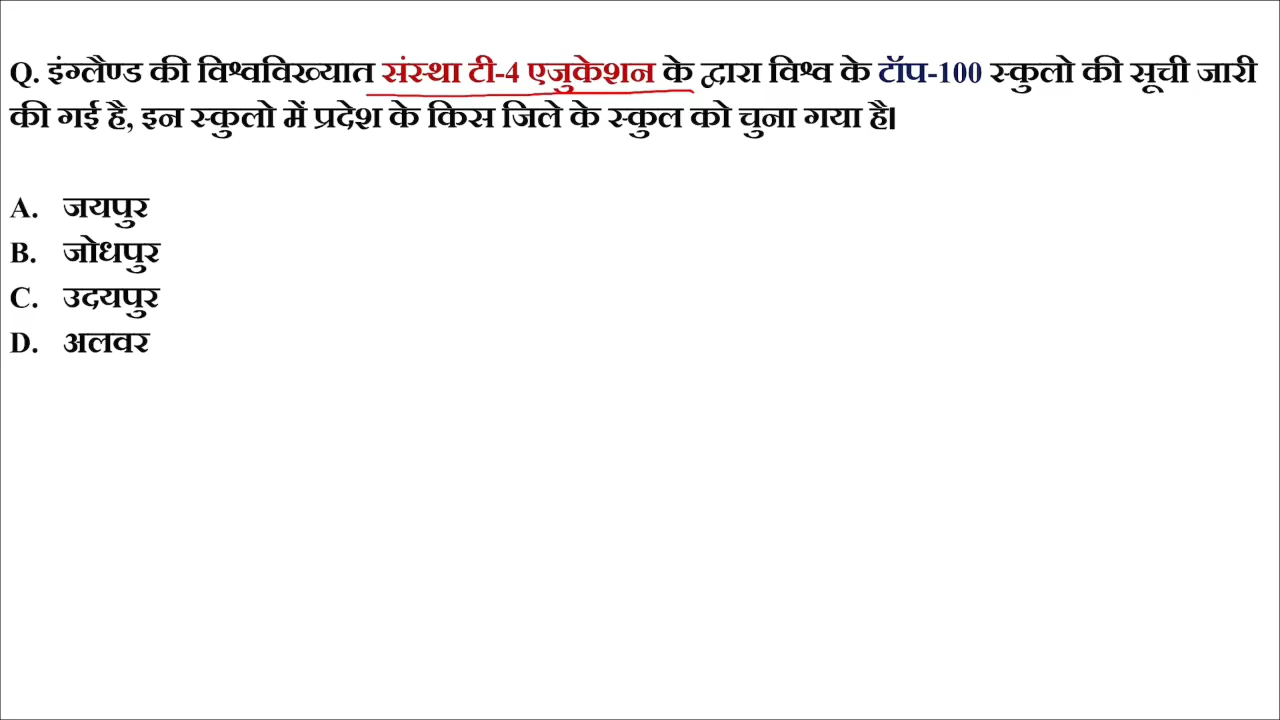 Q. इंग्लैण्ड की विश्वविख्यात संस्था टी-4 एजुकेशन के द्वारा विश्व के टॉप-100 स्कुलो की सूची जारी
की गई है, इन स्कुलो में प्रदेश के किस जिले के स्कुल को चुना गया है।
A. जयपुर
B. जोधपुर
C. उदयपुर
D. अलवर